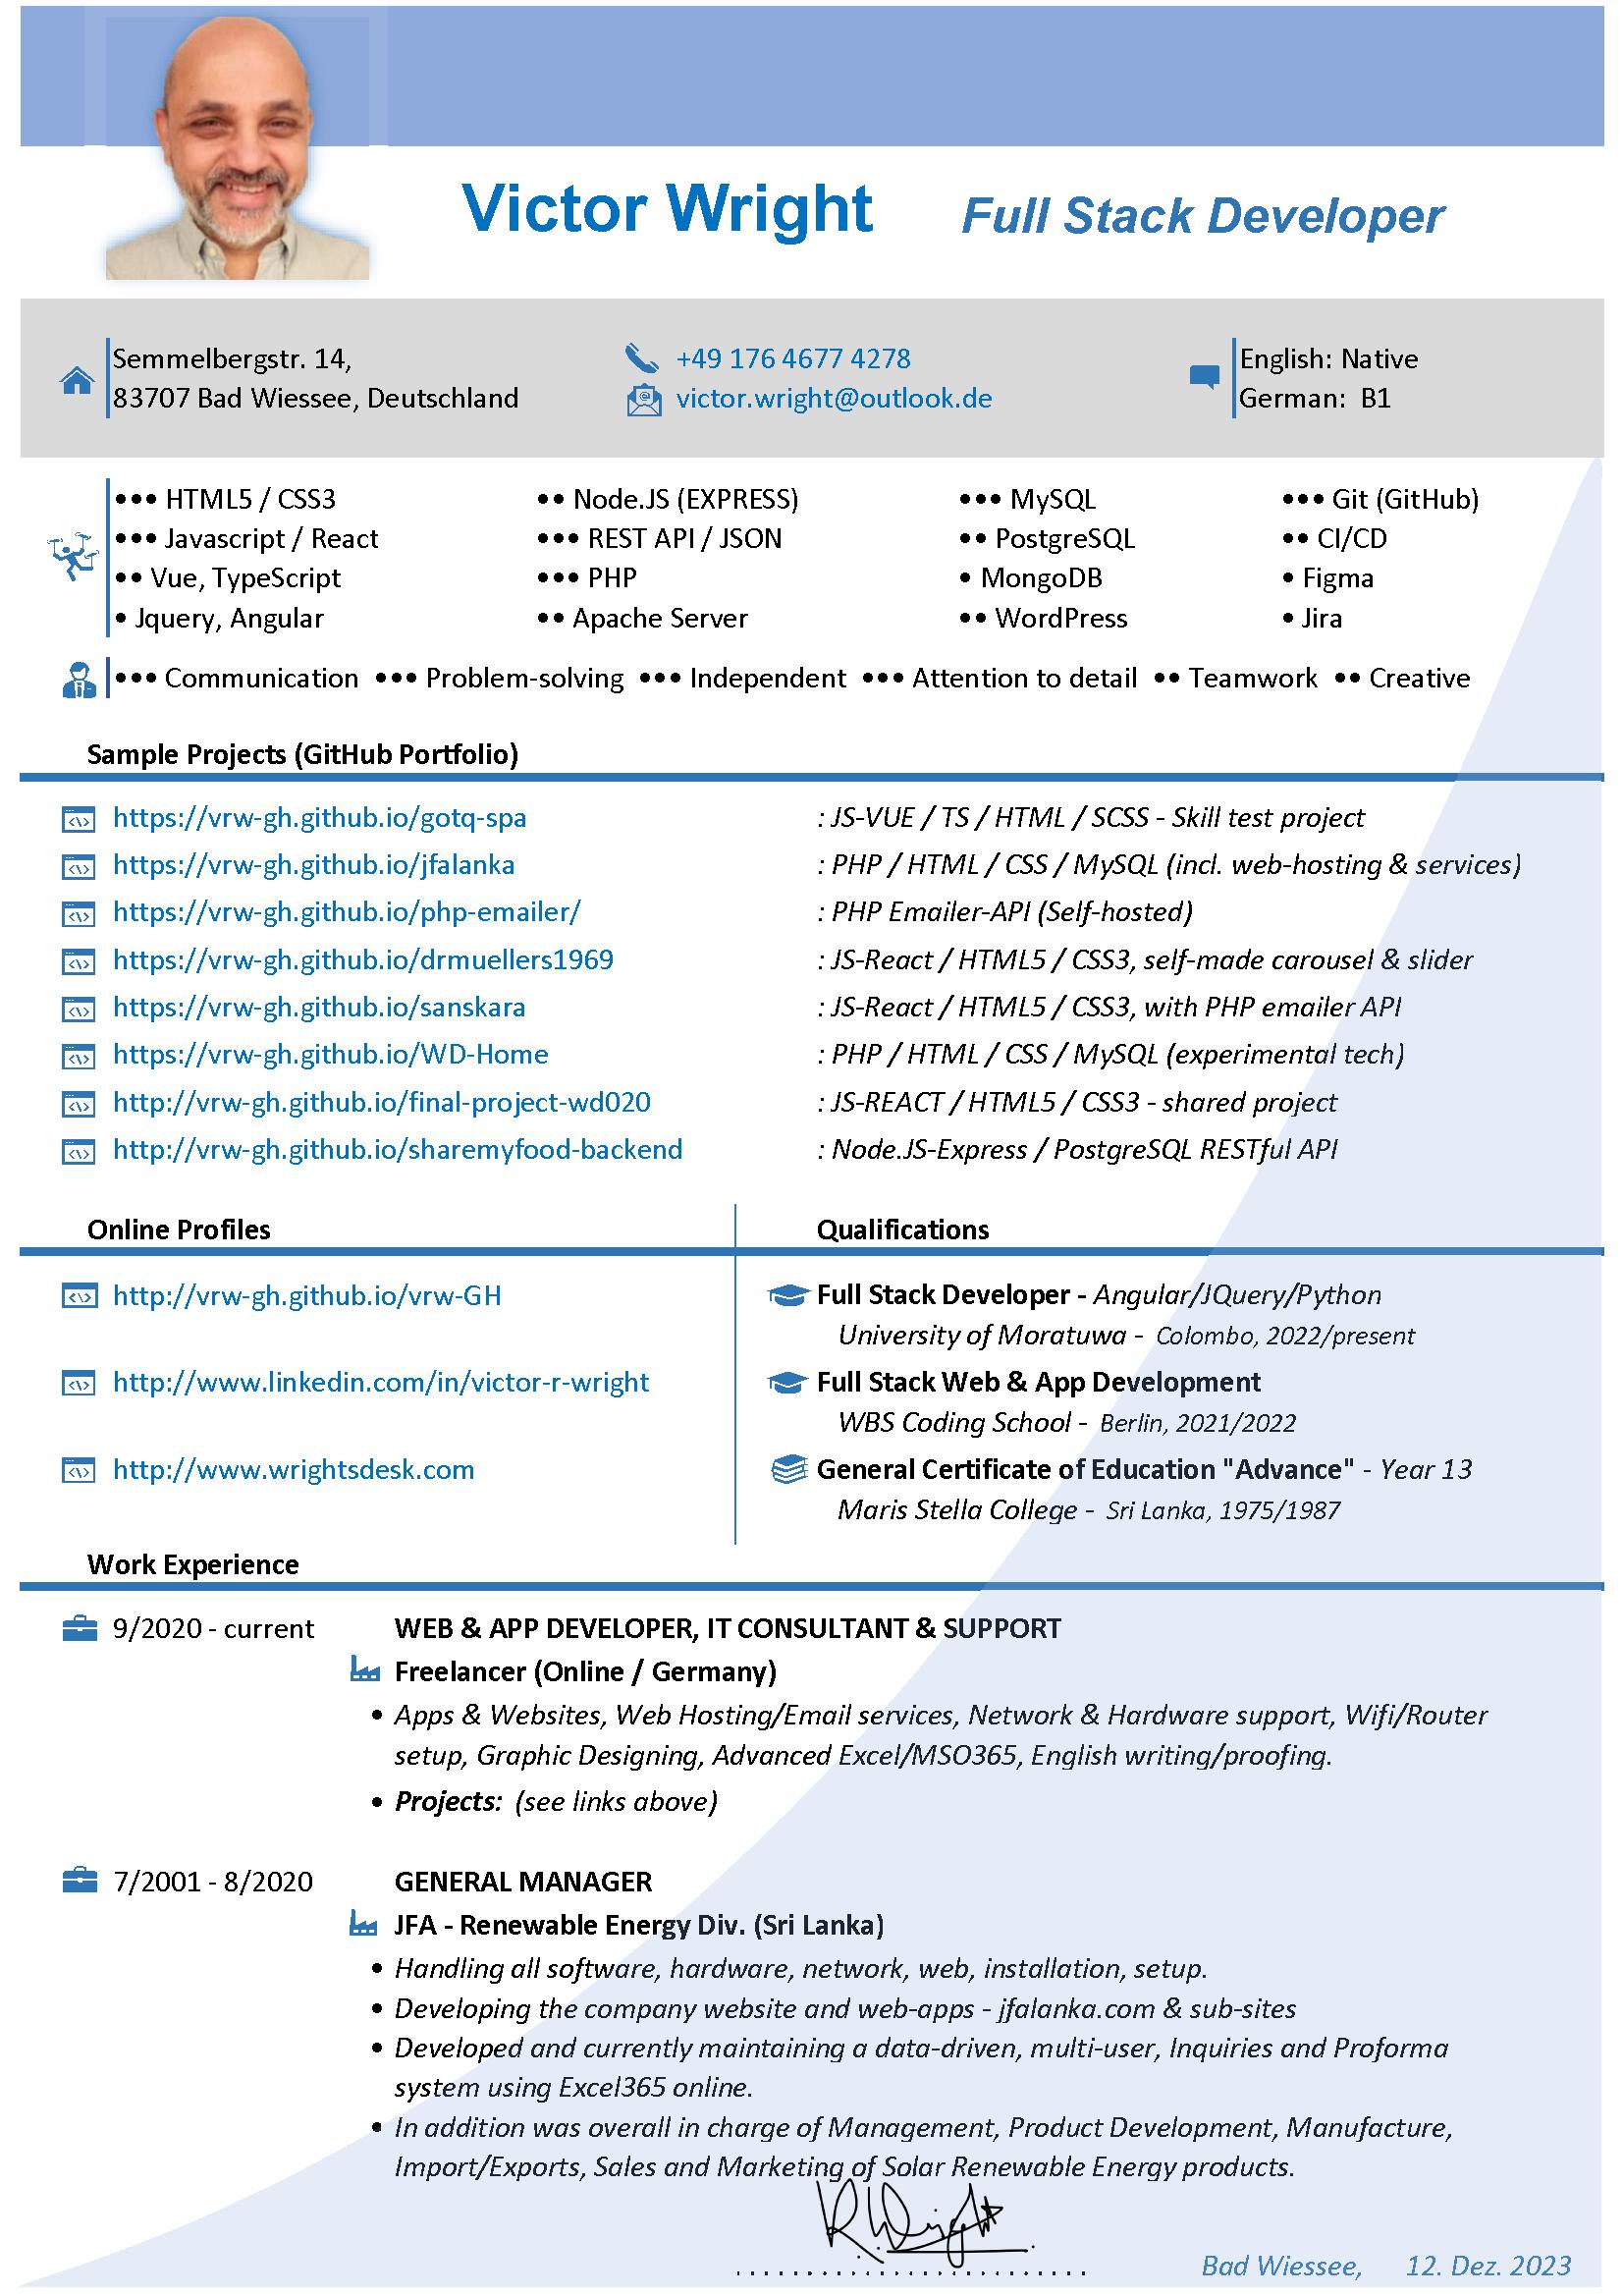 Victor Wright Full Stack Developer
Semmelbergstr. 14,
83707 Bad Wiessee, Deutschland
+49 176 4677 4278
victor.wright@outlook.de
English: Native
German: B1
••• HTML5 / CSS3
••• Javascript / React
•• Vue, TypeScript
• Jquery, Angular
•• Node.JS (EXPRESS)
••• REST API / JSON
••• PHP
•• Apache Server
••• MySQL
•• PostgreSQL
• MongoDB
•• WordPress
••• Git (GitHub)
•• CI/CD
• Figma
• Jira
••• Communication ••• Problem-solving ••• Independent ••• Attention to detail •• Teamwork •• Creative
Sample Projects (GitHub Portfolio)
https://vrw-gh.github.io/gotq-spa : JS-VUE / TS / HTML / SCSS - Skill test project
https://vrw-gh.github.io/jfalanka : PHP / HTML / CSS / MySQL (incl. web-hosting & services)
https://vrw-gh.github.io/php-emailer/ : PHP Emailer-API (Self-hosted)
https://vrw-gh.github.io/drmuellers1969 : JS-React / HTML5 / CSS3, self-made carousel & slider
https://vrw-gh.github.io/sanskara : JS-React / HTML5 / CSS3, with PHP emailer API
https://vrw-gh.github.io/WD-Home : PHP / HTML / CSS / MySQL (experimental tech)
http://vrw-gh.github.io/final-project-wd020 : JS-REACT / HTML5 / CSS3 - shared project
http://vrw-gh.github.io/sharemyfood-backend : Node.JS-Express / PostgreSQL RESTful API
Online Profiles
http://vrw-gh.github.io/vrw-GH
http://www.linkedin.com/in/victor-r-wright
http://www.wrightsdesk.com
Qualifications
Full Stack Developer - Angular/JQuery/Python
University of Moratuwa - Colombo, 2022/present
Full Stack Web & App Development
WBS Coding School - Berlin, 2021/2022
General Certificate of Education "Advance" - Year 13
Maris Stella College - Sri Lanka, 1975/1987
Work Experience
9/2020 - current WEB & APP DEVELOPER, IT CONSULTANT & SUPPORT
Freelancer (Online / Germany)
• Apps & Websites, Web Hosting/Email services, Network & Hardware support, Wifi/Router
setup, Graphic Designing, Advanced Excel/MSO365, English writing/proofing.
• Projects: (see links above)
7/2001 - 8/2020 GENERAL MANAGER
JFA - Renewable Energy Div. (Sri Lanka)
• Handling all software, hardware, network, web, installation, setup.
• Developing the company website and web-apps - jfalanka.com & sub-sites
• Developed and currently maintaining a data-driven, multi-user, Inquiries and Proforma
system using Excel365 online.
• In addition was overall in charge of Management, Product Development, Manufacture,
Import/Exports, Sales and Marketing of Solar Renewable Energy products.
R.Wright
Bad Wiessee, 12. Dez. 2023